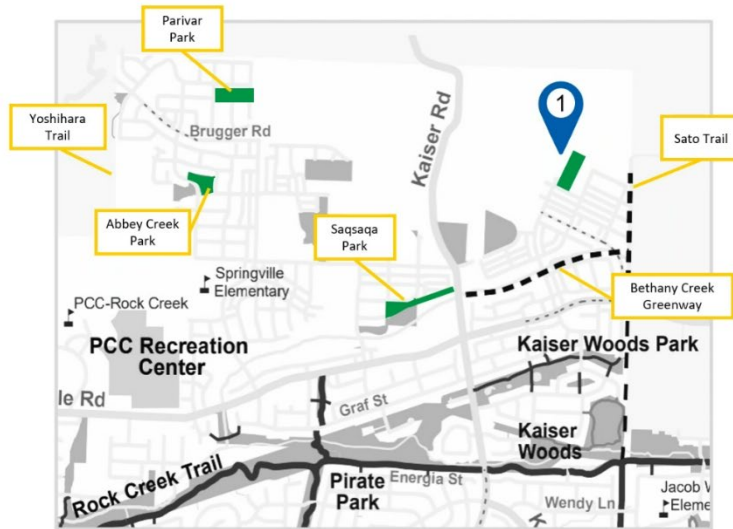 Parivar
Park
Yoshihara
Trail
Brugger Rd
Kaiser Rd
1
Sato Trail
Abbey Creek
Park
Saqsaqa
Park
Springville
Elementary
PCC-Rock Creek
Bethany Creek
Greenway
PCC Recreation
Center
Kaiser Woods Park
le Rd
Graf St
Kaiser
Woods
Rock Creek Trail
Pirate
Park
Energia St
Wendy Ln
Jacob W
Eleme
K